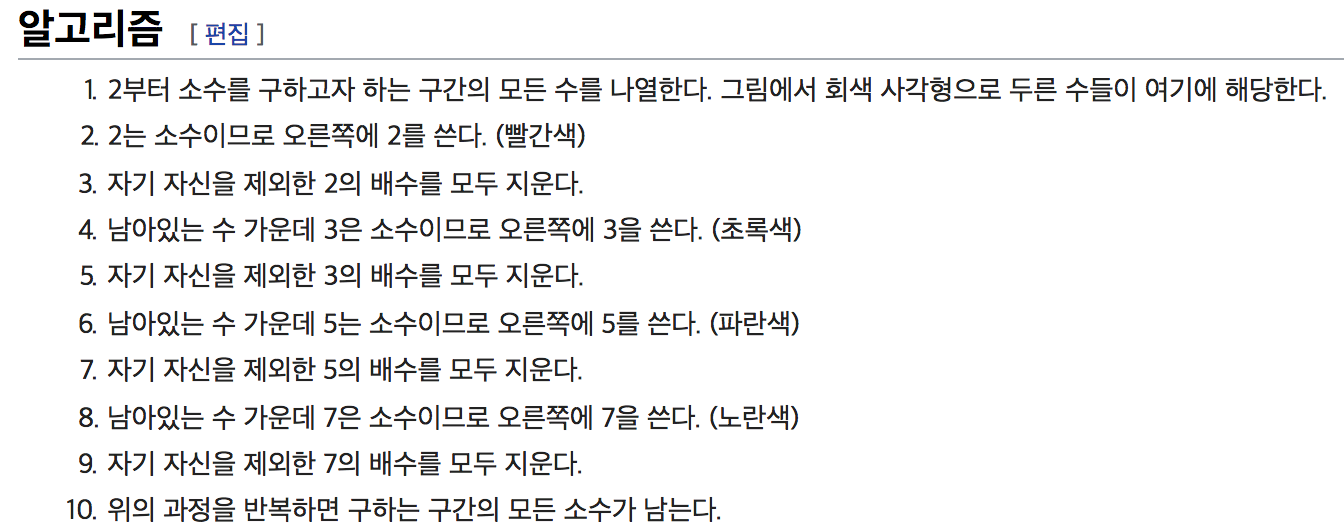 알고리즘 [ 편집 ]
1. 2부터 소수를 구하고자 하는 구간의 모든 수를 나열한다. 그림에서 회색 사각형으로 두른 수들이 여기에 해당한다.
2. 2는 소수이므로 오른쪽에 2를 쓴다. (빨간색)
3. 자기 자신을 제외한 2의 배수를 모두 지운다.
4. 남아있는 수 가운데 3은 소수이므로 오른쪽에 3을 쓴다. (초록색)
5. 자기 자신을 제외한 3의 배수를 모두 지운다.
6. 남아있는 수 가운데 5는 소수이므로 오른쪽에 5를 쓴다. (파란색)
7. 자기 자신을 제외한 5의 배수를 모두 지운다.
8. 남아있는 수 가운데 7은 소수이므로 오른쪽에 7을 쓴다. (노란색)
9. 자기 자신을 제외한 7의 배수를 모두 지운다.
10. 위의 과정을 반복하면 구하는 구간의 모든 소수가 남는다.